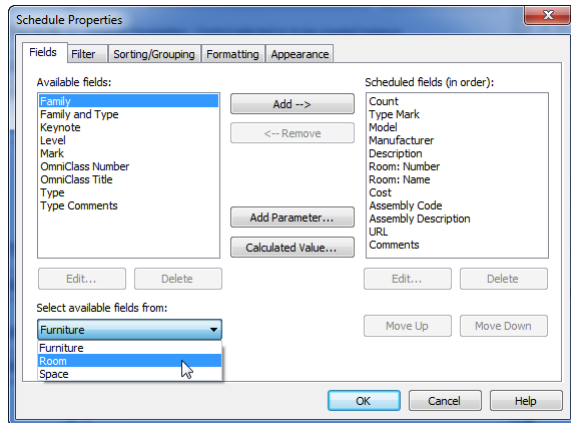 Schedule Properties
Fields
Filter
Sorting/Grouping
Formatting
Appearance
Available fields:
Family
Family and Type
Keynote
Level
Mark
OmniClass Number
OmniClass Title
Type
Type Comments
Add -->
<-- Remove
Add Parameter...
Calculated Value...
Scheduled fields (in order):
Count
Type Mark
Model
Manufacturer
Description
Room: Number
Room: Name
Cost
Assembly Code
Assembly Description
URL
Comments
Edit...
Delete
Edit...
Delete
Select available fields from:
Furniture
Furniture
Room
Space
Move Up
Move Down
OK
Cancel
Help